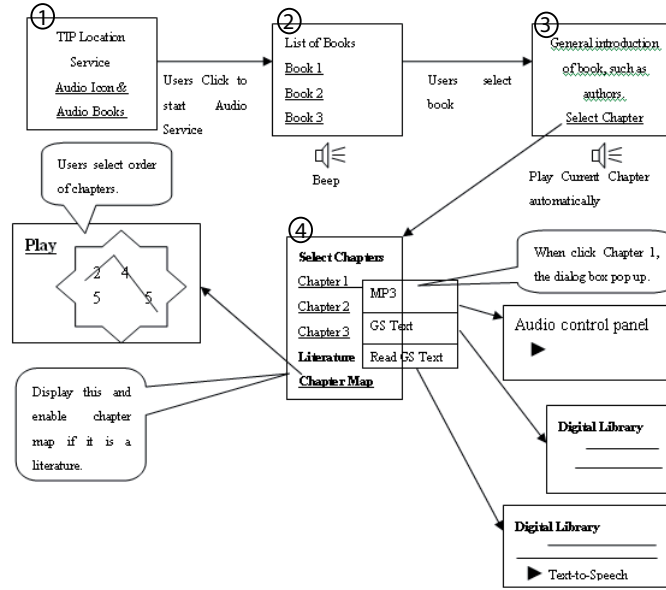 1
TIP Location
Service
Audio Icon &
Audio Books
Users Click to
start Audio
Service
2
List of Books
Book 1
Book 2
Book 3
Beep
Users select
book
3
General introduction
of book, such as
authors.
Select Chapter
Play Current Chapter
automatically
Users select order
of chapters.
Play
2 4
5 5
4
Select Chapters
Chapter 1
Chapter 2
Chapter 3
Literature
Chapter Map
MP3
GS Text
Read GS Text
When click Chapter 1,
the dialog box pop up.
Audio control panel
Display this and
enable chapter
map if it is a
literature.
Digital Library
Digital Library
Text-to-Speech